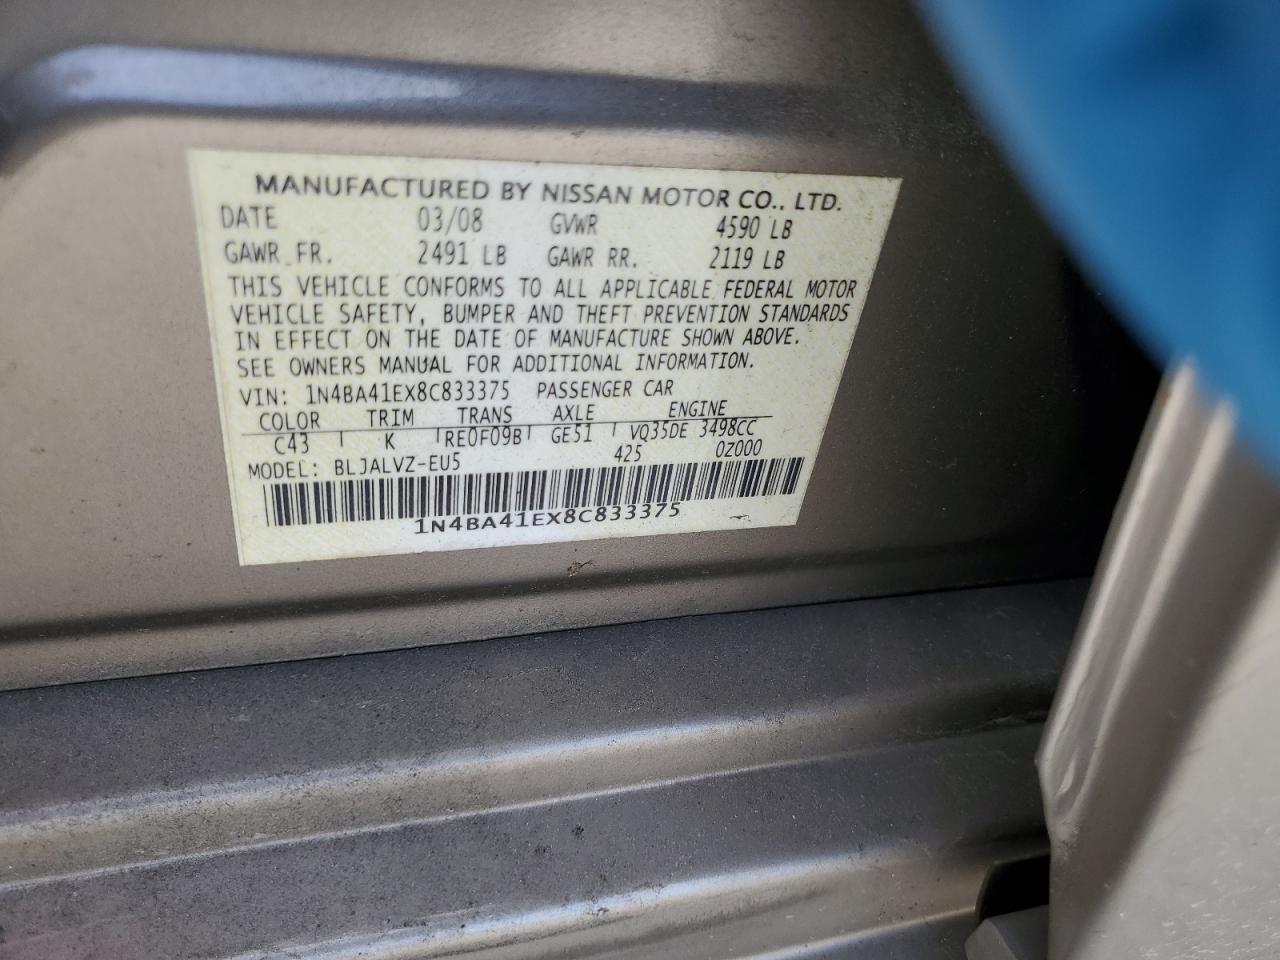 MANUFACTURED BY NISSAN MOTOR CO., LTD.
DATE 03/08 GVWR 4590 LB
GAWR FR. 2491 LB GAWR RR. 2119 LB
THIS VEHICLE CONFORMS TO ALL APPLICABLE FEDERAL MOTOR
VEHICLE SAFETY, BUMPER AND THEFT PREVENTION STANDARDS
IN EFFECT ON THE DATE OF MANUFACTURE SHOWN ABOVE.
SEE OWNERS MANUAL FOR ADDITIONAL INFORMATION.
VIN: 1N4BA41EX8C833375 PASSENGER CAR
COLOR TRIM TRANS AXLE ENGINE
C43 K RE0F09B GE51 VQ35DE 3498CC
MODEL: BLJALVZ-EU5 425 0Z000
1N4BA41EX8C833375